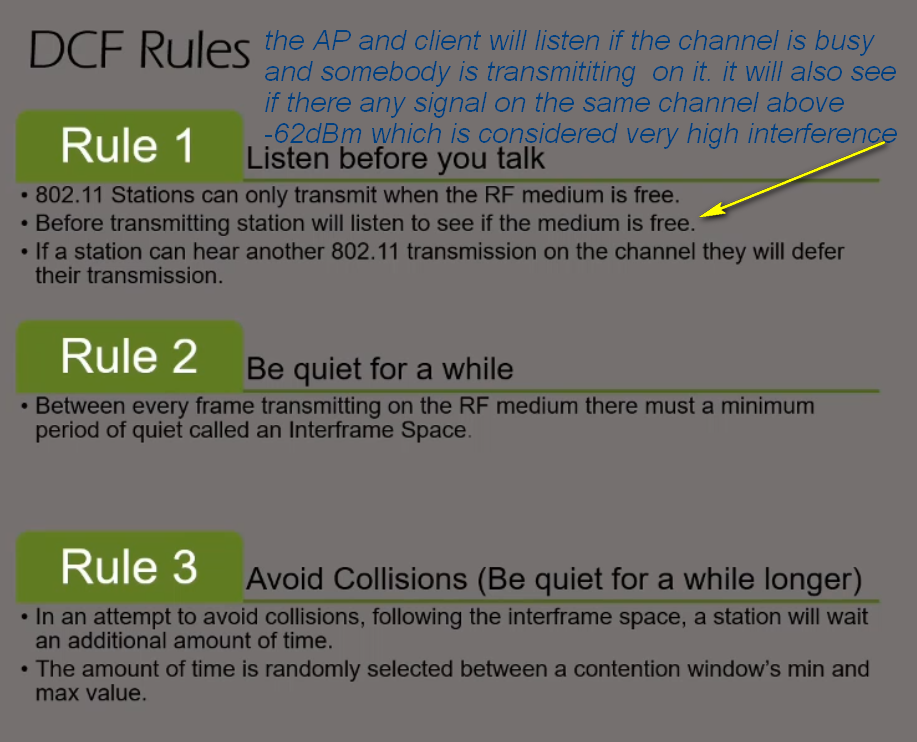 DCF Rules
the AP and client will listen if the channel is busy
and somebody is transmititing on it. it will also see
if there any signal on the same channel above
-62dBm which is considered very high interference
Rule 1
Listen before you talk
• 802.11 Stations can only transmit when the RF medium is free.
• Before transmitting station will listen to see if the medium is free.
• If a station can hear another 802.11 transmission on the channel they will defer
their transmission.
Rule 2
Be quiet for a while
• Between every frame transmitting on the RF medium there must a minimum
period of quiet called an Interframe Space.
Rule 3
Avoid Collisions (Be quiet for a while longer)
• In an attempt to avoid collisions, following the interframe space, a station will wait
an additional amount of time.
• The amount of time is randomly selected between a contention window's min and
max value.